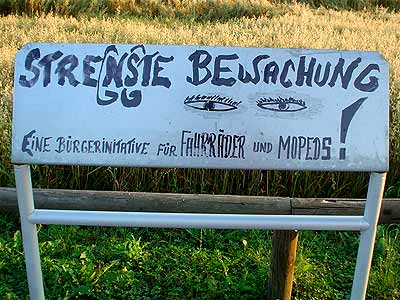 STRENGSTE BEWACHUNG
EINE BÜRGERINITIATIVE FÜR FAHRRÄDER UND MOPEDS !